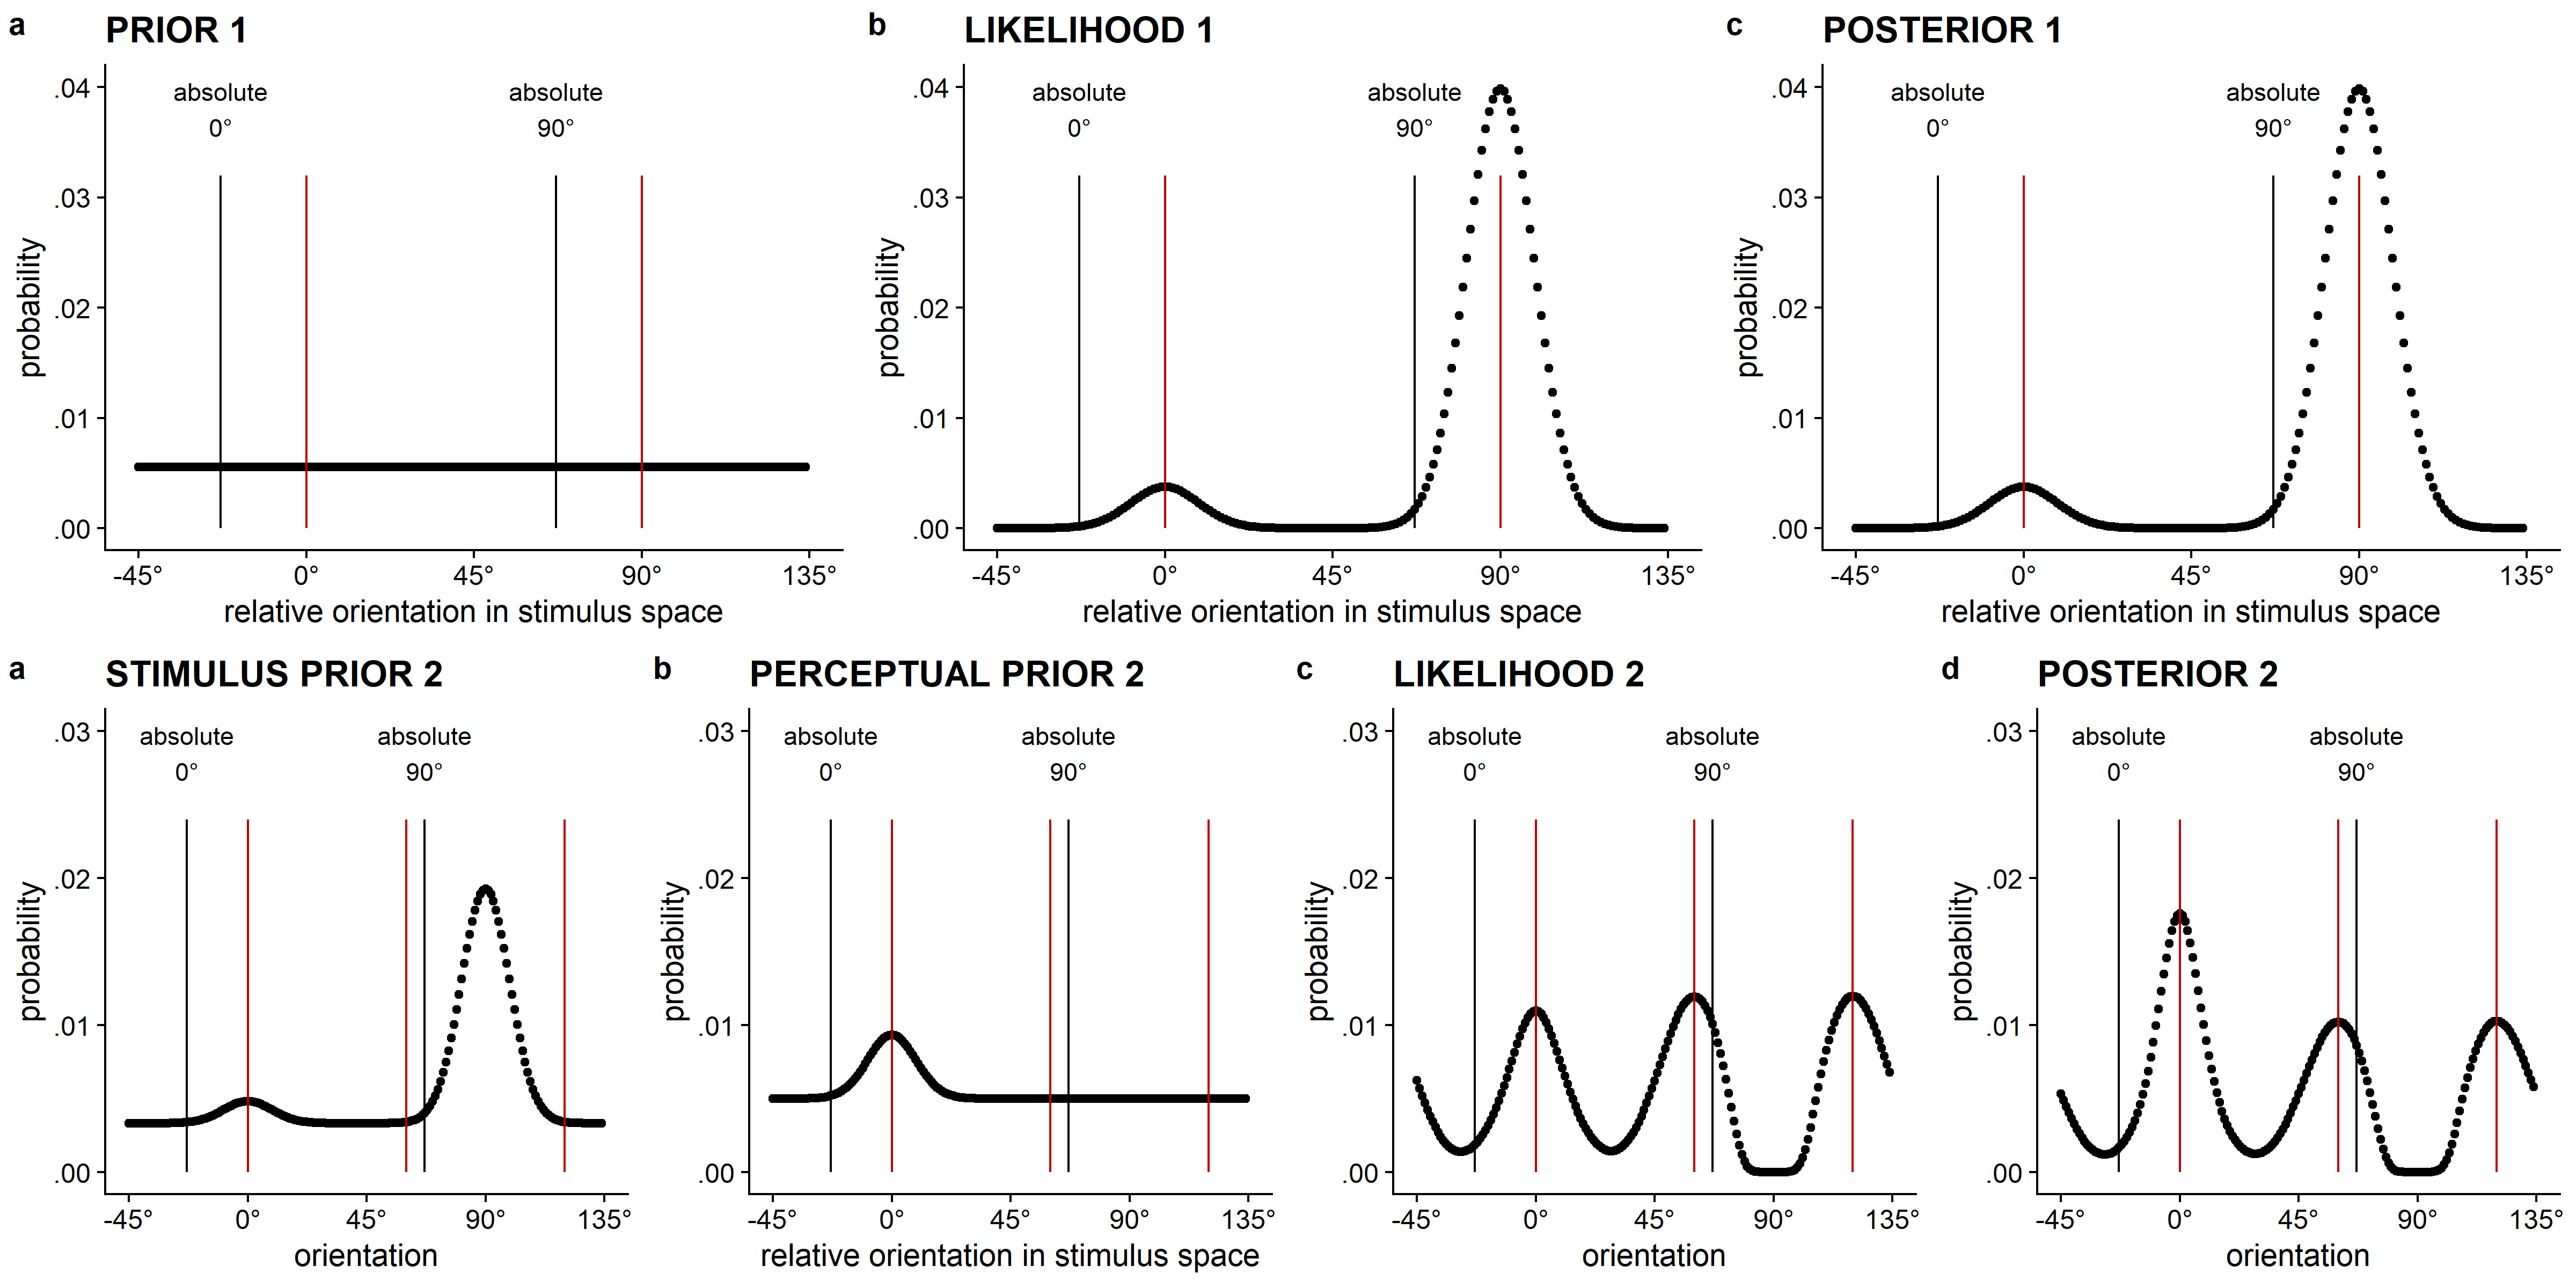 a PRIOR 1
absolute absolute
0° 90°
.04
.03
.02
.01
.00
probability
-45° 0° 45° 90° 135°
relative orientation in stimulus space
b LIKELIHOOD 1
absolute absolute
0° 90°
.04
.03
.02
.01
.00
probability
-45° 0° 45° 90° 135°
relative orientation in stimulus space
c POSTERIOR 1
absolute absolute
0° 90°
.04
.03
.02
.01
.00
probability
-45° 0° 45° 90° 135°
relative orientation in stimulus space
a STIMULUS PRIOR 2
absolute absolute
0° 90°
.03
.02
.01
.00
probability
-45° 0° 45° 90° 135°
orientation
b PERCEPTUAL PRIOR 2
absolute absolute
0° 90°
.03
.02
.01
.00
probability
-45° 0° 45° 90° 135°
relative orientation in stimulus space
c LIKELIHOOD 2
absolute absolute
0° 90°
.03
.02
.01
.00
probability
-45° 0° 45° 90° 135°
orientation
d POSTERIOR 2
absolute absolute
0° 90°
.03
.02
.01
.00
probability
-45° 0° 45° 90° 135°
orientation